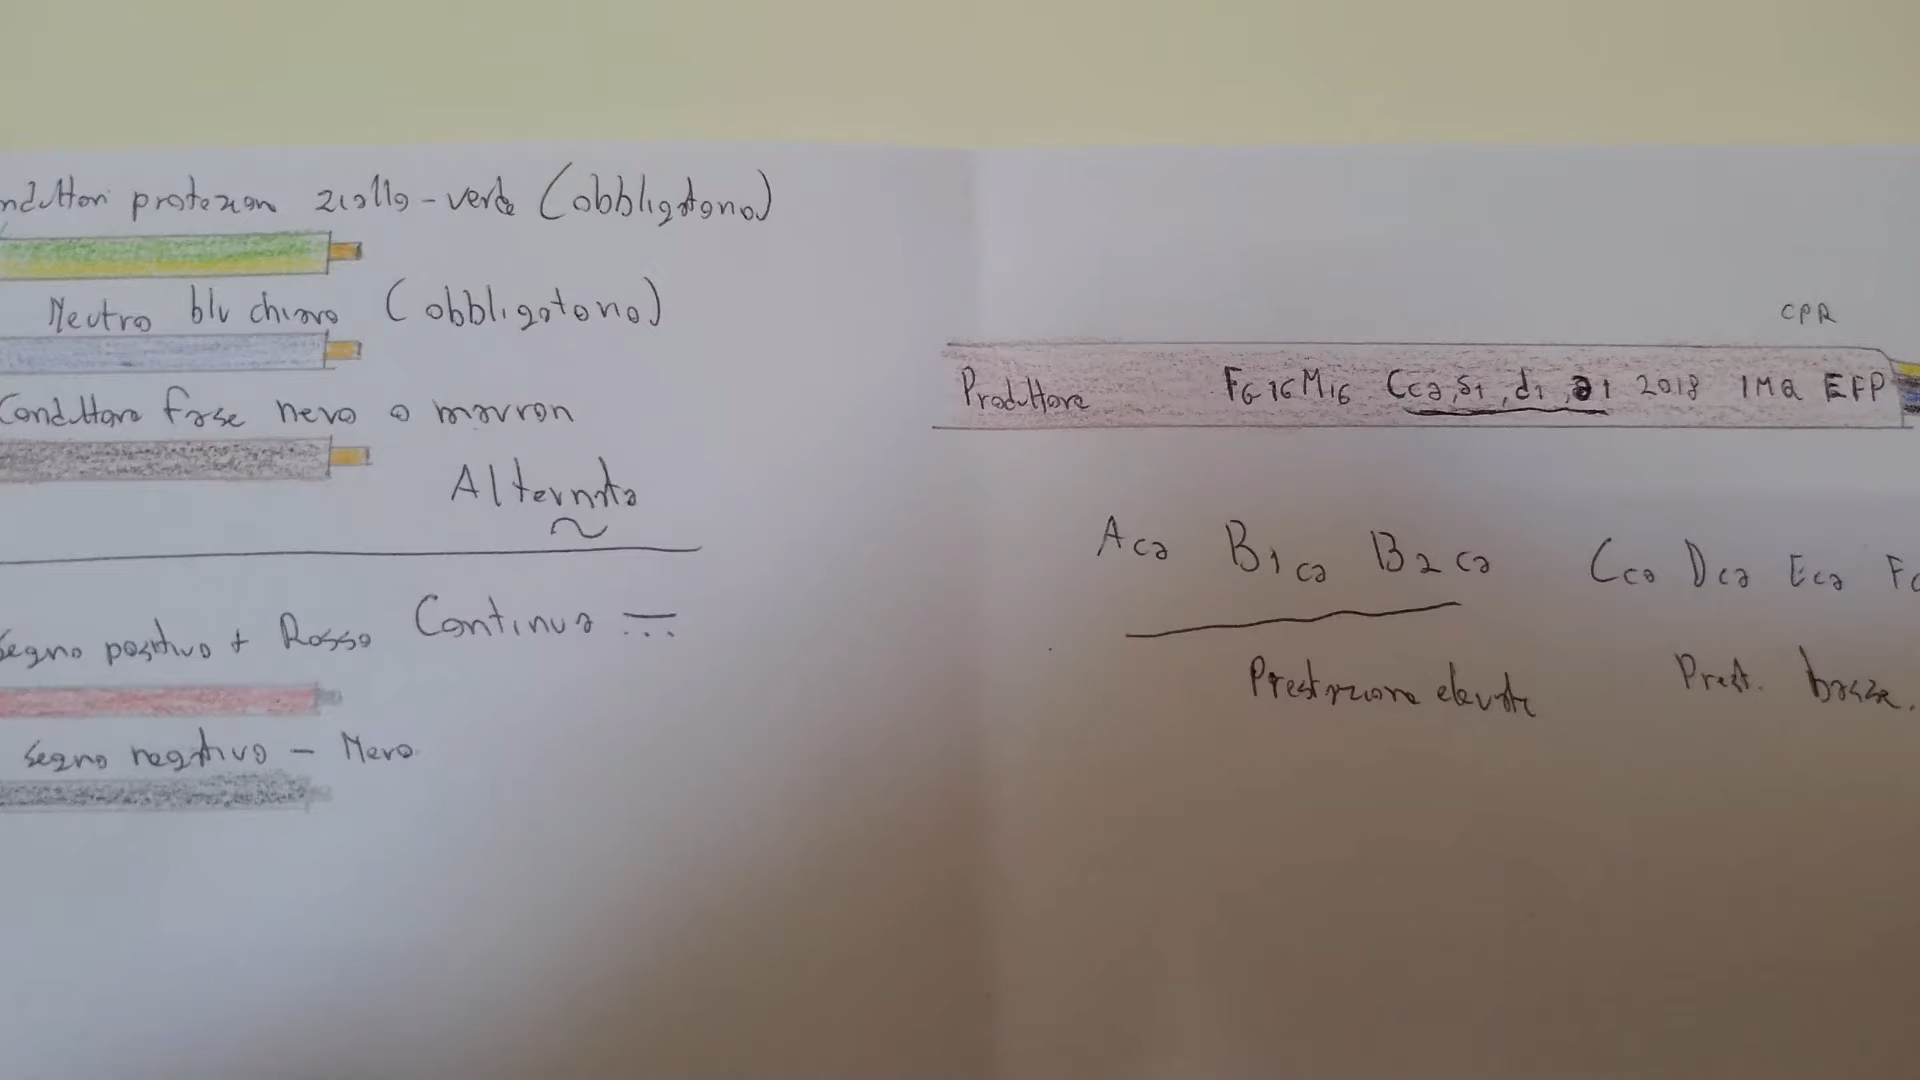 nduttori protezion giallo-verde (obbligatorio)
Neutro blu chiaro (obbligatorio)
Conduttore fase nero o marron
Alternata
~
Segno positivo + Rosso
Continua
Segno negativo - Nero
CPR
Produttore FG16M16 Cca,s1,d1,a1 2018 IMQ EFP
Aca B1ca B2ca Cca Dca Eca Fc
Prestazione elevate
Prest. basse.